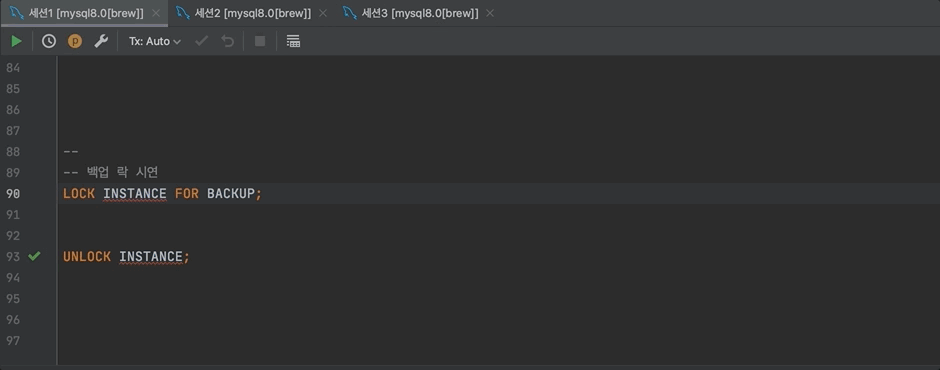 세션1 [mysql8.0[brew]]
세션2 [mysql8.0[brew]]
세션3 [mysql8.0[brew]]
p
Tx: Auto
84
85
86
87
88 --
89 -- 백업 락 시연
90 LOCK INSTANCE FOR BACKUP;
91
92
93 UNLOCK INSTANCE;
94
95
96
97